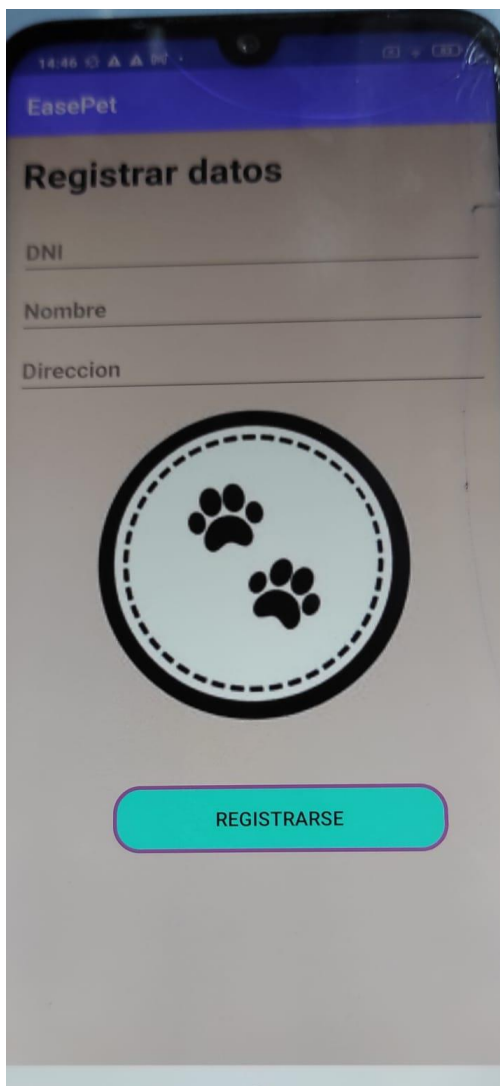 14:46
EasePet
Registrar datos
DNI
Nombre
Direccion
REGISTRARSE